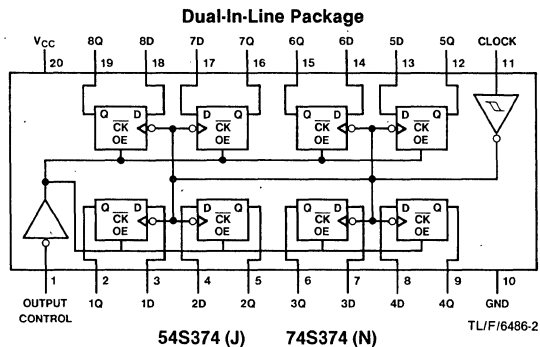 Dual-In-Line Package
VCC 8Q 8D 7D 7Q 6Q 6D 5D 5Q CLOCK
20 19 18 17 16 15 14 13 12 11
Q D D Q Q D D Q
CK CK CK CK
OE OE OE OE
Q D D Q Q D D Q
CK CK CK CK
OE OE OE OE
1 2 3 4 5 6 7 8 9 10
OUTPUT CONTROL 1Q 1D 2D 2Q 3Q 3D 4D 4Q GND
TL/F/6486-2
54S374 (J) 74S374 (N)